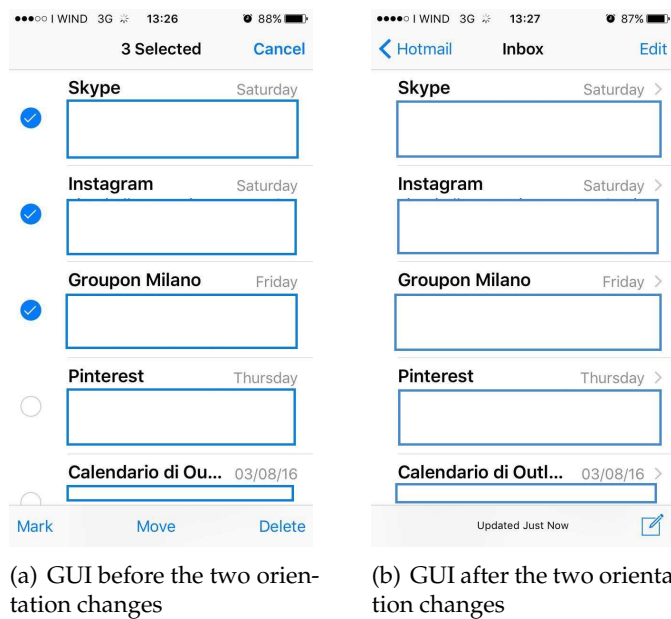 I WIND 3G 13:26 88%
3 Selected Cancel
Skype Saturday
Instagram Saturday
Groupon Milano Friday
Pinterest Thursday
Calendario di Ou... 03/08/16
Mark Move Delete
(a) GUI before the two orien-
tation changes
I WIND 3G 13:27 87%
Hotmail Inbox Edit
Skype Saturday
Instagram Saturday
Groupon Milano Friday
Pinterest Thursday
Calendario di Outl... 03/08/16
Updated Just Now
(b) GUI after the two orienta
tion changes